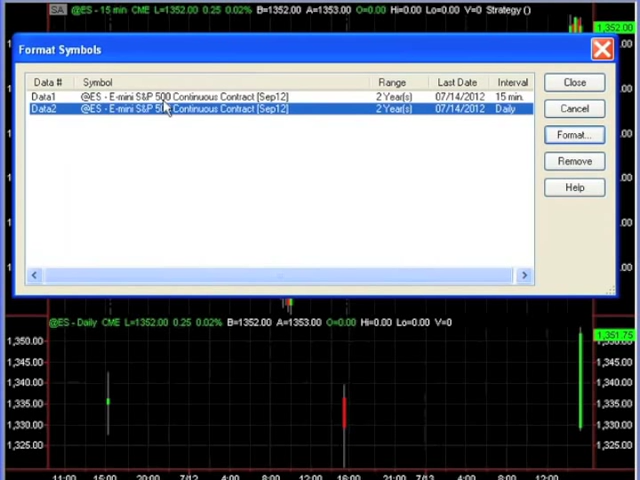 SA @ES - 15 min CME L=1352.00 0.25 0.02% B=1352.00 A=1353.00 O=0.00 Hi=0.00 Lo=0.00 V=0 Strategy ()
1,352.00
Format Symbols
Data # Symbol Range Last Date Interval
Data1 @ES - E-mini S&P 500 Continuous Contract [Sep12] 2 Year(s) 07/14/2012 15 min.
Data2 @ES - E-mini S&P Continuous Contract [Sep12] 2 Year(s) 07/14/2012 Daily
Close
Cancel
Format...
Remove
Help
@ES - Daily CME L=1352.00 0.25 0.02% B=1352.00 A=1353.00 O=0.00 Hi=0.00 Lo=0.00 V=0
1,351.75
1,350.00 1,350.00
1,345.00 1,345.00
1,340.00 1,340.00
1,335.00 1,335.00
1,330.00 1,330.00
1,325.00 1,325.00
11:00 15:00 20:00 7/12 4:00 8:00 12:00 16:00 21:00 7/13 4:00 8:00 12:00